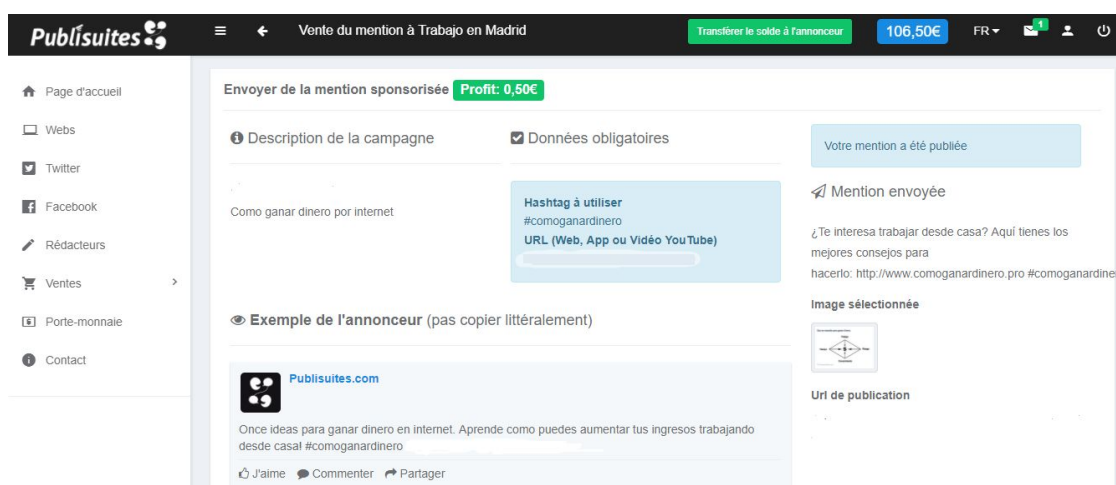 Publisuites
Vente du mention à Trabajo en Madrid
Transférer le solde à l'annonceur
106,50€
FR
1
Page d'accueil
Webs
Twitter
Facebook
Rédacteurs
Ventes
Porte-monnaie
Contact
Envoyer de la mention sponsorisée Profit: 0,50€
Description de la campagne
Como ganar dinero por internet
Données obligatoires
Hashtag à utiliser
#comoganardinero
URL (Web, App ou Vidéo YouTube)
Exemple de l'annonceur (pas copier littéralement)
Publisuites.com
Once ideas para ganar dinero en internet. Aprende como puedes aumentar tus ingresos trabajando
desde casa! #comoganardinero
J'aime Commenter Partager
Votre mention a été publiée
Mention envoyée
¿Te interesa trabajar desde casa? Aquí tienes los
mejores consejos para
hacerlo: http://www.comoganardinero.pro #comoganardine
Image sélectionnée
Url de publication